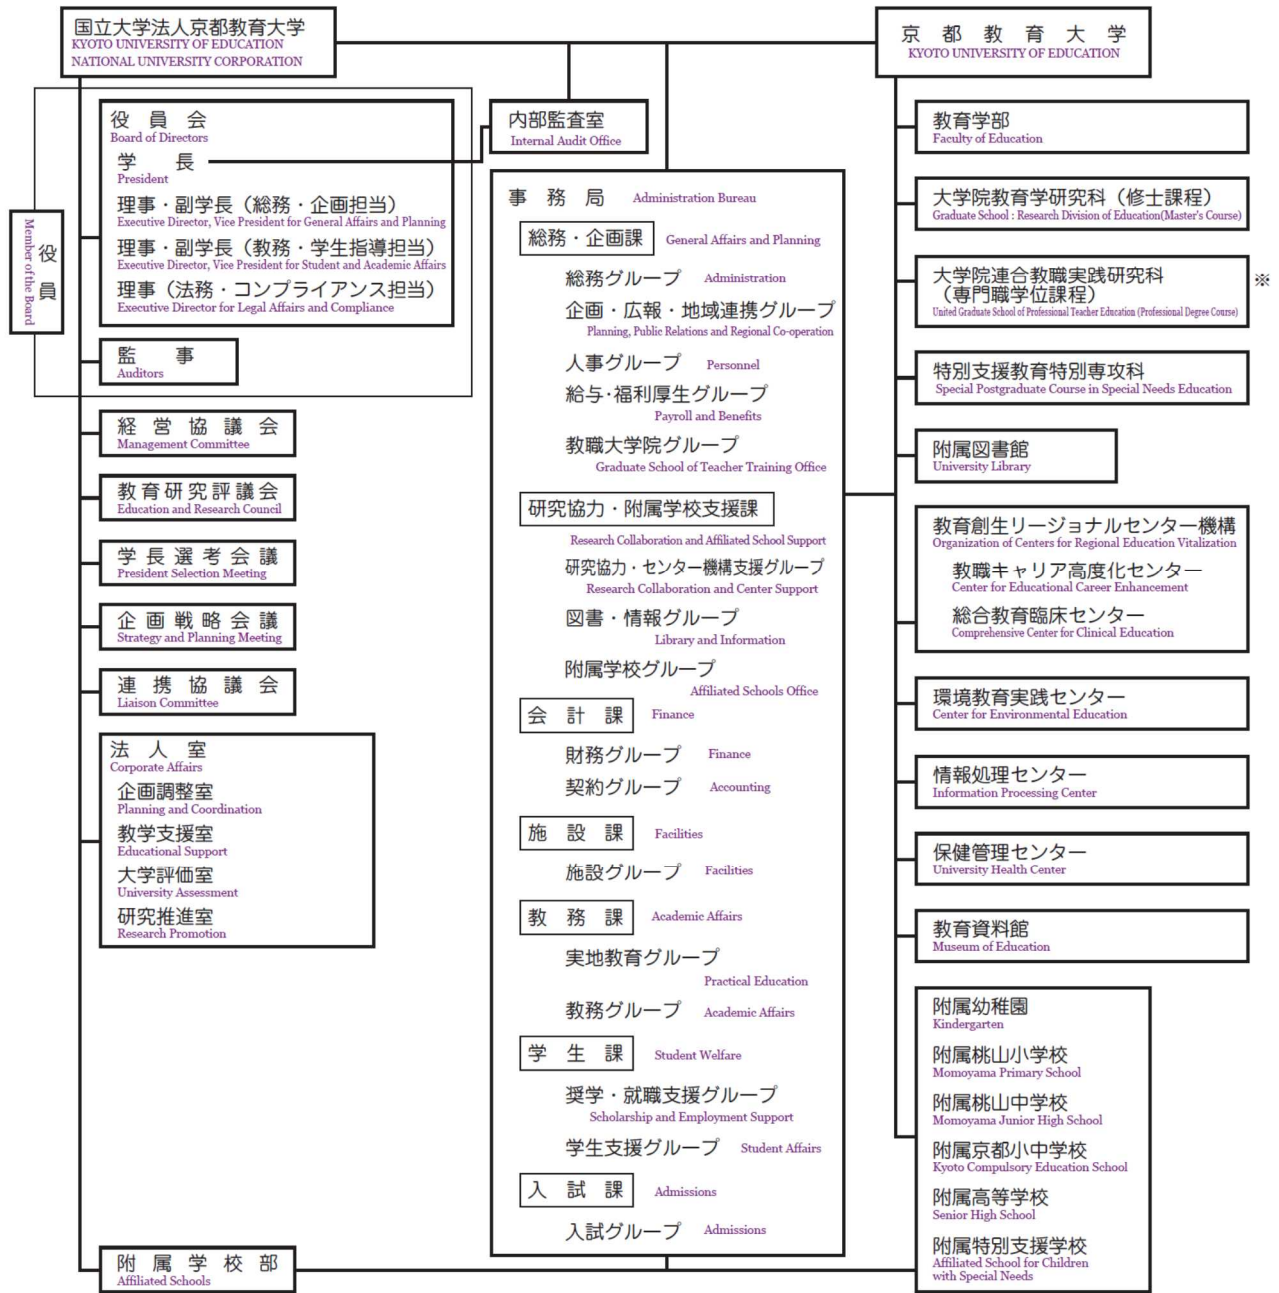 国立大学法人京都教育大学
KYOTO UNIVERSITY OF EDUCATION
NATIONAL UNIVERSITY CORPORATION
役員
Member of the Board
役員会
Board of Directors
学長
President
理事・副学長（総務・企画担当）
Executive Director, Vice President for General Affairs and Planning
理事・副学長（教務・学生指導担当）
Executive Director, Vice President for Student and Academic Affairs
理事（法務・コンプライアンス担当）
Executive Director for Legal Affairs and Compliance
監事
Auditors
経営協議会
Management Committee
教育研究評議会
Education and Research Council
学長選考会議
President Selection Meeting
企画戦略会議
Strategy and Planning Meeting
連携協議会
Liaison Committee
法人室
Corporate Affairs
企画調整室
Planning and Coordination
教学支援室
Educational Support
大学評価室
University Assessment
研究推進室
Research Promotion
附属学校部
Affiliated Schools
内部監査室
Internal Audit Office
事務局 Administration Bureau
総務・企画課 General Affairs and Planning
総務グループ Administration
企画・広報・地域連携グループ
Planning, Public Relations and Regional Co-operation
人事グループ Personnel
給与・福利厚生グループ
Payroll and Benefits
教職大学院グループ
Graduate School of Teacher Training Office
研究協力・附属学校支援課
Research Collaboration and Affiliated School Support
研究協力・センター機構支援グループ
Research Collaboration and Center Support
図書・情報グループ
Library and Information
附属学校グループ
Affiliated Schools Office
会計課 Finance
財務グループ Finance
契約グループ Accounting
施設課 Facilities
施設グループ Facilities
教務課 Academic Affairs
実地教育グループ
Practical Education
教務グループ Academic Affairs
学生課 Student Welfare
奨学・就職支援グループ
Scholarship and Employment Support
学生支援グループ Student Affairs
入試課 Admissions
入試グループ Admissions
京都教育大学
KYOTO UNIVERSITY OF EDUCATION
教育学部
Faculty of Education
大学院教育学研究科（修士課程）
Graduate School : Research Division of Education(Master's Course)
大学院連合教職実践研究科
（専門職学位課程）
※
United Graduate School of Professional Teacher Education (Professional Degree Course)
特別支援教育特別専攻科
Special Postgraduate Course in Special Needs Education
附属図書館
University Library
教育創生リージョナルセンター機構
Organization of Centers for Regional Education Vitalization
教職キャリア高度化センター
Center for Educational Career Enhancement
総合教育臨床センター
Comprehensive Center for Clinical Education
環境教育実践センター
Center for Environmental Education
情報処理センター
Information Processing Center
保健管理センター
University Health Center
教育資料館
Museum of Education
附属幼稚園
Kindergarten
附属桃山小学校
Momoyama Primary School
附属桃山中学校
Momoyama Junior High School
附属京都小中学校
Kyoto Compulsory Education School
附属高等学校
Senior High School
附属特別支援学校
Affiliated School for Children
with Special Needs